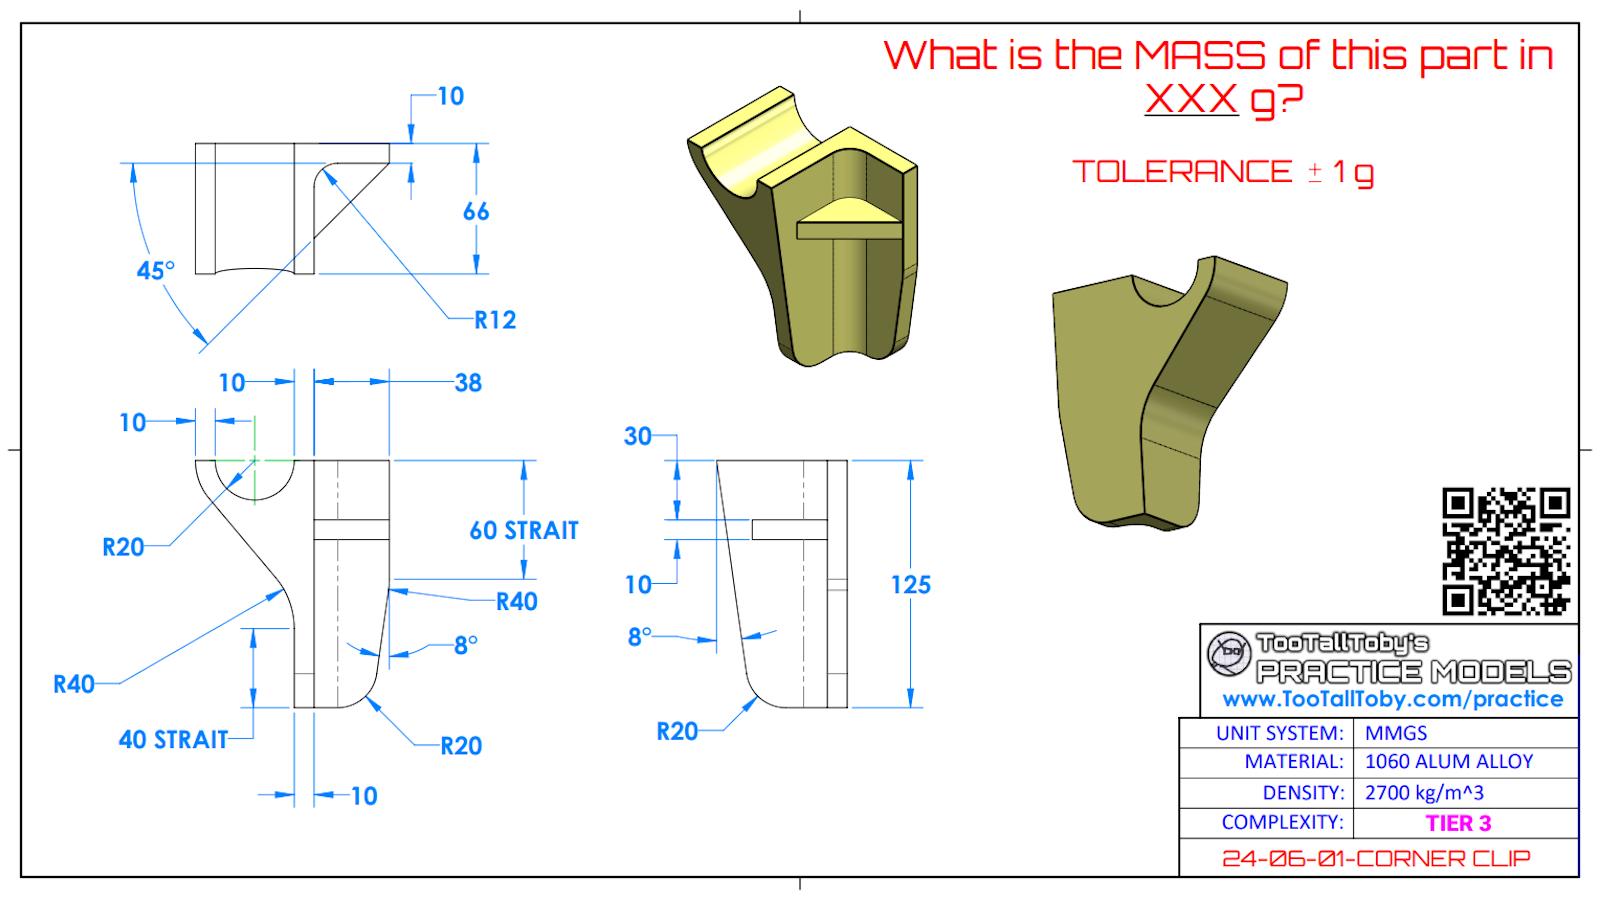 What is the MASS of this part in
XXX g?
TOLERANCE ± 1 g
10
66
45°
R12
10
38
10
30
60 STRAIT
R20
10
125
R40
8°
8°
R40
40 STRAIT
R20
R20
10
TooTallToby's
PRACTICE MODELS
www.TooTallToby.com/practice
UNIT SYSTEM: MMGS
MATERIAL: 1060 ALUM ALLOY
DENSITY: 2700 kg/m^3
COMPLEXITY: TIER 3
24-06-01-CORNER CLIP